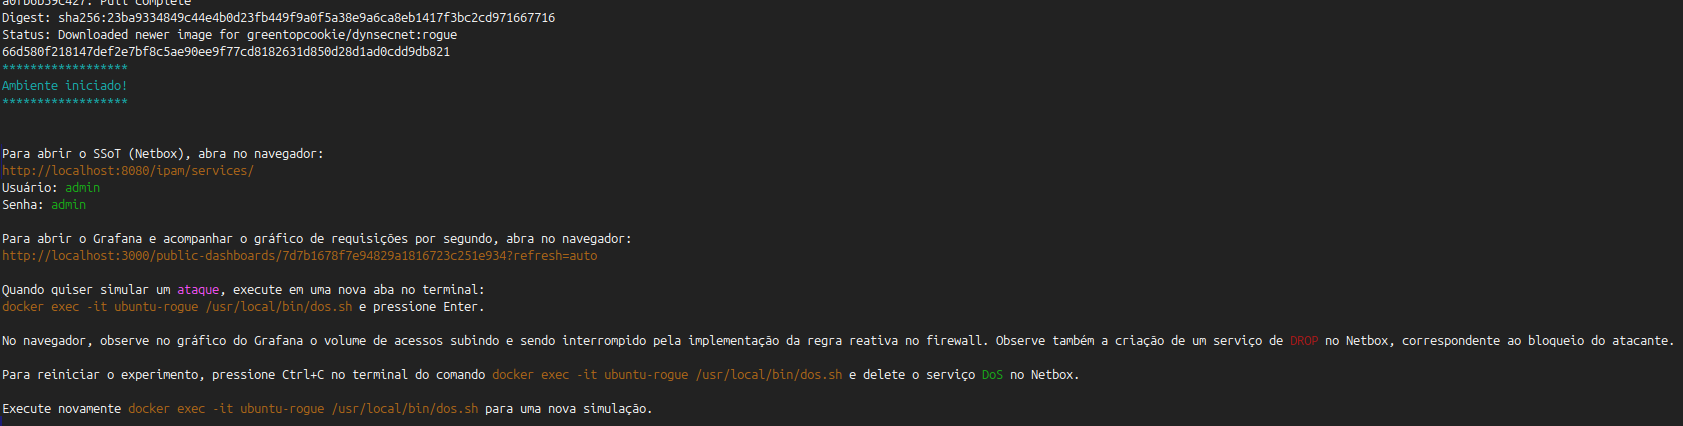 a0fb6b59c427: Pull complete
Digest: sha256:23ba9334849c44e4b0d23fb449f9a0f5a38e9a6ca8eb1417f3bc2cd971667716
Status: Downloaded newer image for greentopcookie/dynsecnet:rogue
66d580f218147def2e7bf8c5ae90ee9f77cd8182631d850d28d1ad0cdd9db821
******************
Ambiente iniciado!
******************
Para abrir o SSoT (Netbox), abra no navegador:
http://localhost:8080/ipam/services/
Usuário: admin
Senha: admin
Para abrir o Grafana e acompanhar o gráfico de requisições por segundo, abra no navegador:
http://localhost:3000/public-dashboards/7d7b1678f7e94829a1816723c251e934?refresh=auto
Quando quiser simular um ataque, execute em uma nova aba no terminal:
docker exec -it ubuntu-rogue /usr/local/bin/dos.sh e pressione Enter.
No navegador, observe no gráfico do Grafana o volume de acessos subindo e sendo interrompido pela implementação da regra reativa no firewall. Observe também a criação de um serviço de DROP no Netbox, correspondente ao bloqueio do atacante.
Para reiniciar o experimento, pressione Ctrl+C no terminal do comando docker exec -it ubuntu-rogue /usr/local/bin/dos.sh e delete o serviço DoS no Netbox.
Execute novamente docker exec -it ubuntu-rogue /usr/local/bin/dos.sh para uma nova simulação.